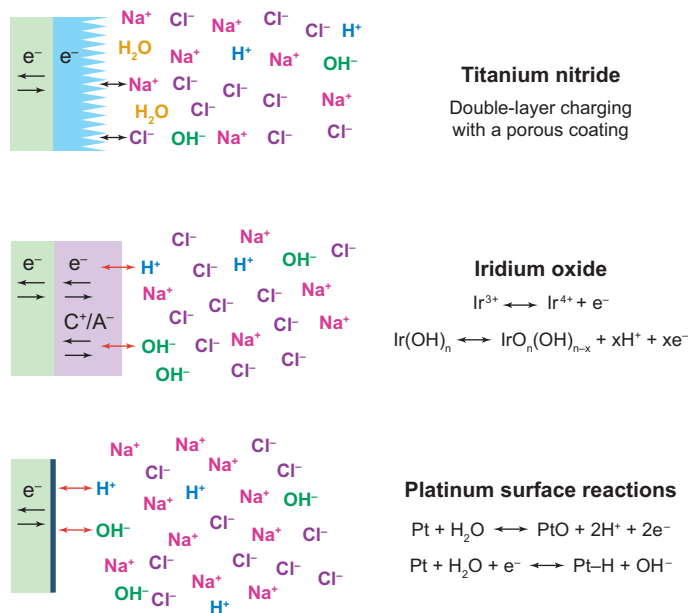 Na⁺ Cl⁻ Na⁺ Cl⁻ Cl⁻ H⁺
e⁻ e⁻ H₂O Na⁺ H⁺ Na⁺ OH⁻
Na⁺ Cl⁻ Cl⁻ Cl⁻ Na⁺
H₂O Cl⁻
Cl⁻ OH⁻ Na⁺ Cl⁻ Cl⁻
Titanium nitride
Double-layer charging
with a porous coating
Cl⁻ Na⁺ Cl⁻
e⁻ e⁻ H⁺ Cl⁻ H⁺ OH⁻
Na⁺ Cl⁻ Cl⁻ Na⁺
C⁺/A⁻ Cl⁻ Cl⁻ Na⁺
OH⁻ Cl⁻ Na⁺ Cl⁻
OH⁻ Cl⁻
Iridium oxide
Ir³⁺ ⟷ Ir⁴⁺ + e⁻
Ir(OH)ₙ ⟷ IrOₙ(OH)ₙ₋ₓ + xH⁺ + xe⁻
Na⁺ Na⁺ Cl⁻
Cl⁻ Na⁺ Cl⁻
e⁻ H⁺ Na⁺ H⁺ Na⁺ OH⁻
OH⁻ Cl⁻ Na⁺ Cl⁻
Na⁺ Cl⁻ Cl⁻ Cl⁻
OH⁻ Cl⁻ Na⁺ Na⁺ Cl⁻
H⁺
Platinum surface reactions
Pt + H₂O ⟷ PtO + 2H⁺ + 2e⁻
Pt + H₂O + e⁻ ⟷ Pt–H + OH⁻